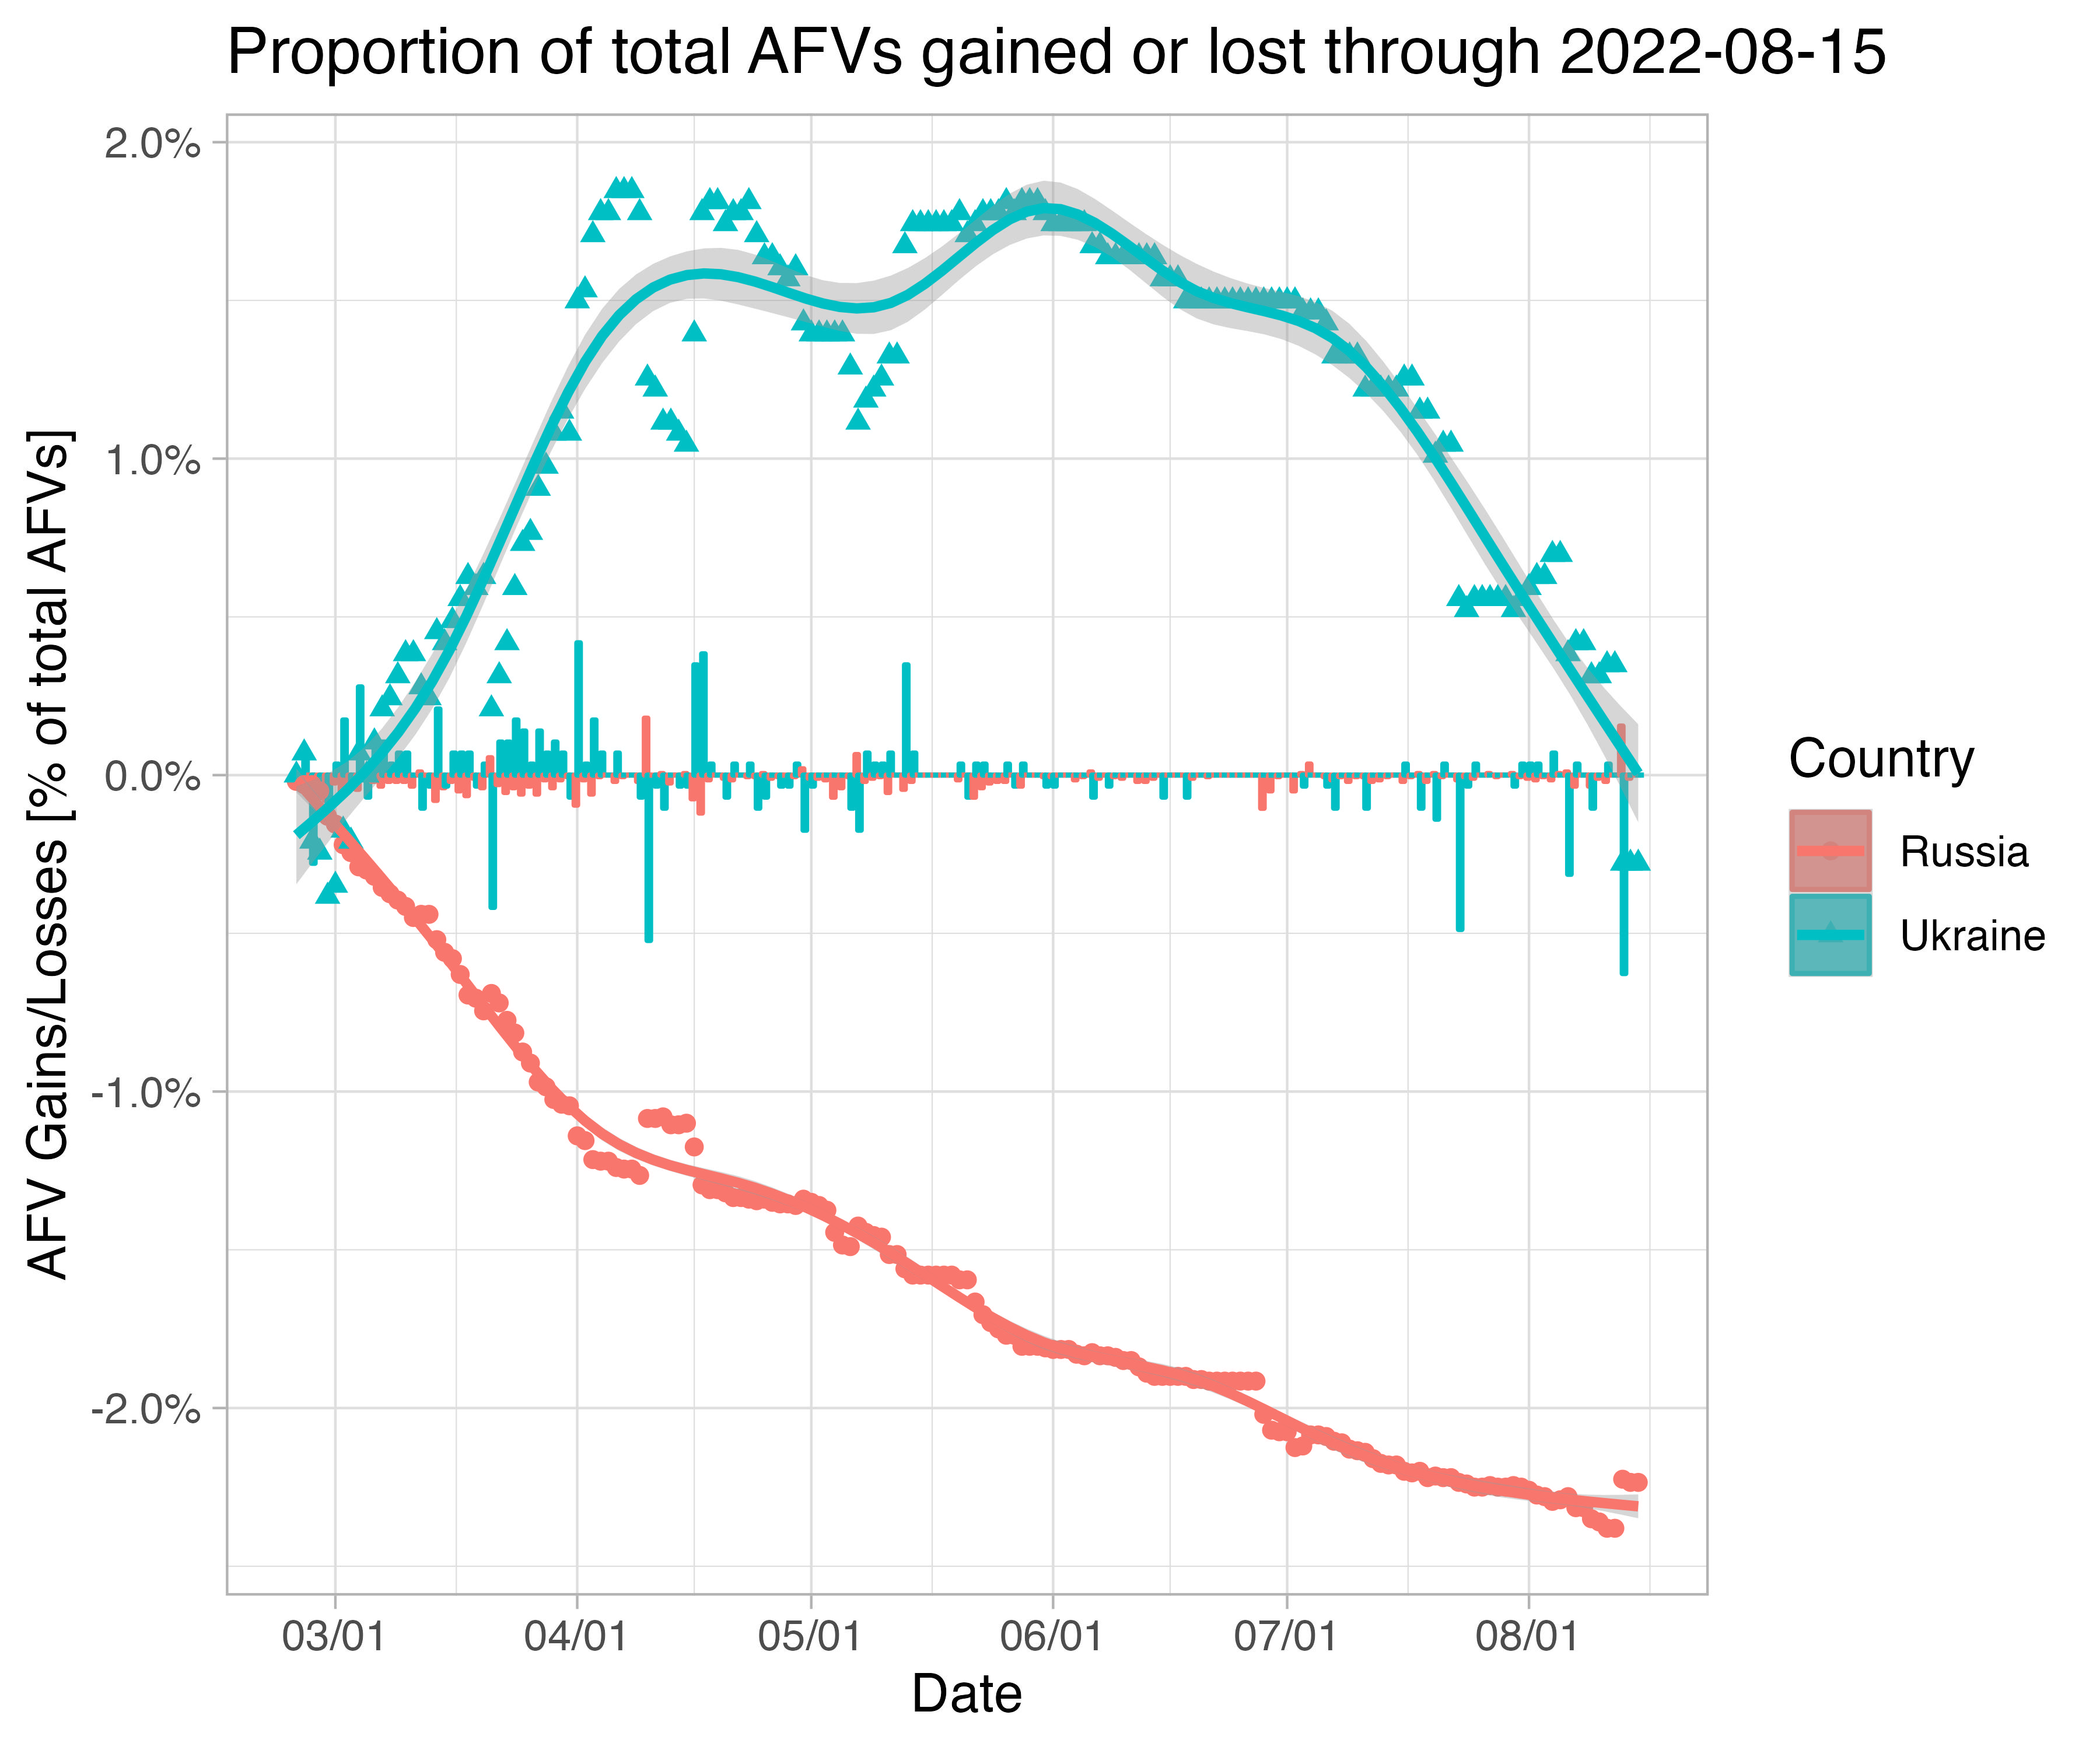 Proportion of total AFVs gained or lost through 2022-08-15
AFV Gains/Losses [% of total AFVs]
2.0%
1.0%
0.0%
-1.0%
-2.0%
03/01
04/01
05/01
06/01
07/01
08/01
Date
Country
Russia
Ukraine